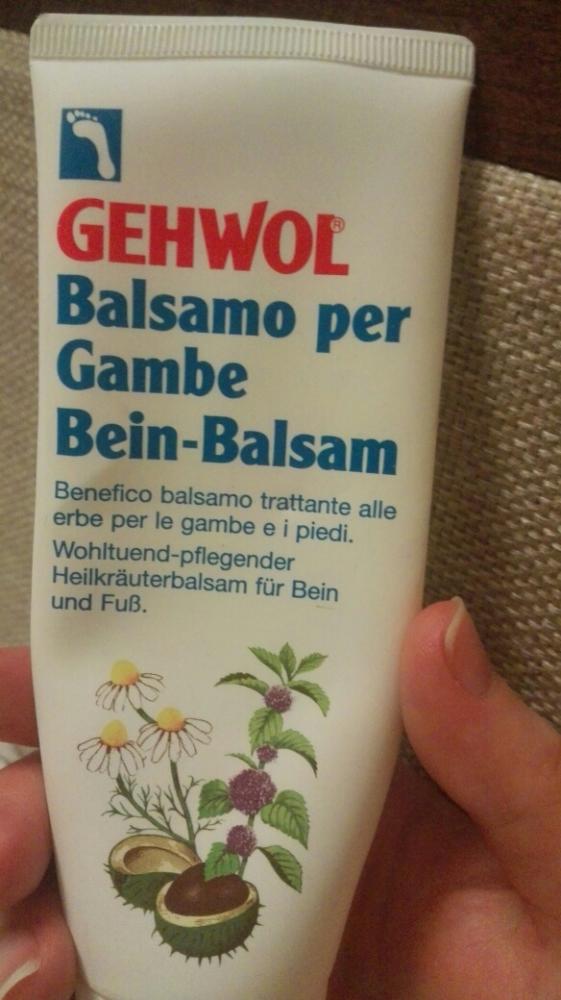 GEHWOL®
Balsamo per
Gambe
Bein-Balsam
Benefico balsamo trattante alle
erbe per le gambe e i piedi.
Wohltuend-pflegender
Heilkräuterbalsam für Bein
und Fuß.